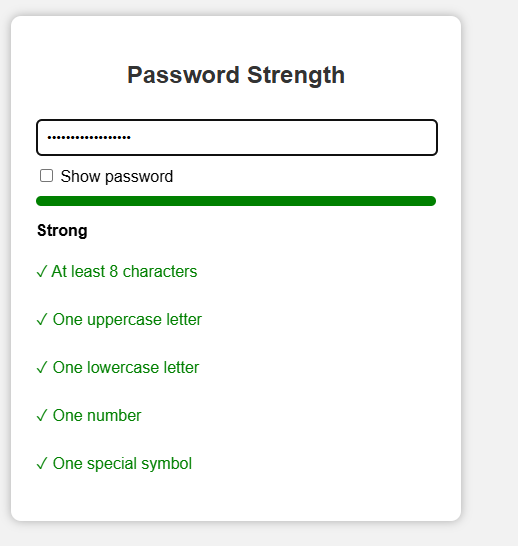 Password Strength
••••••••••••••••••
Show password
Strong
✓ At least 8 characters
✓ One uppercase letter
✓ One lowercase letter
✓ One number
✓ One special symbol